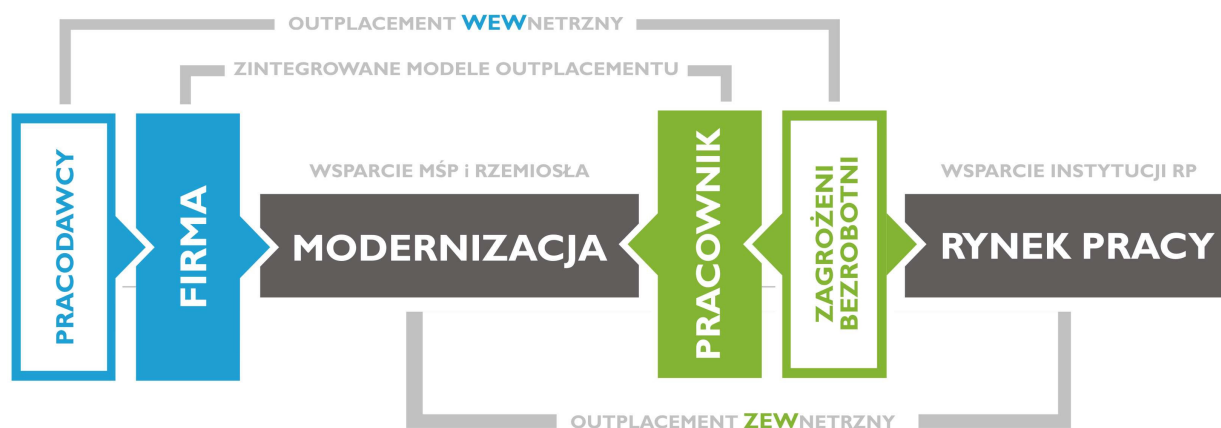 OUTPLACEMENT WEWNETRZNY
ZINTEGROWANE MODELE OUTPLACEMENTU
PRACODAWCY
FIRMA
WSPARCIE MŚP i RZEMIOSŁA
MODERNIZACJA
PRACOWNIK
ZAGROŻENI
BEZROBOTNI
WSPARCIE INSTYTUCJI RP
RYNEK PRACY
OUTPLACEMENT ZEWNETRZNY